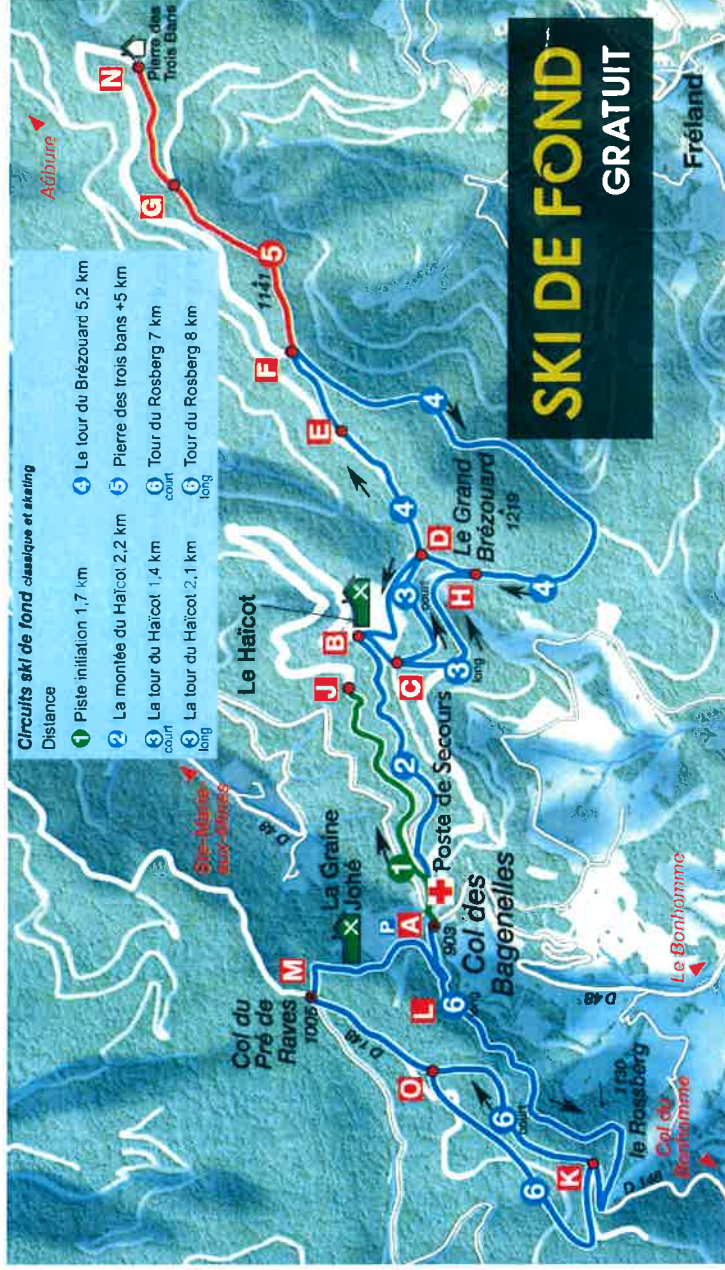 Circuits ski de fond classique et skating
Distance
1 Piste initiation 1,7 km
2 La montée du Haïcot 2,2 km
3 La tour du Haïcot 1,4 km
court
3 La tour du Haïcot 2,1 km
long
4 Le tour du Brézouard 5,2 km
5 Pierre des trois bans +5 km
6 Tour du Rosberg 7 km
court
6 Tour du Rosberg 8 km
long
SKI DE FOND
GRATUIT
Aubure
N
Pierre des
Trois Bans
G
5
1141
F
E
4
4
Fréland
Le Haïcot
B
D
3
court
Le Grand
Brézouard
1219
H
4
J
C
3
long
Ste-Marie-
aux-Mines
D 48
2
1
Poste de Secours
La Graine
Johé
P
A
903
Col des
Bagenelles
M
Col du
Pré de
Raves
1005
D 148
L
6
long
O
6
court
6
K
le Rossberg
1130
D 148
D 48
Le Bonhomme
Col du
Bonhomme